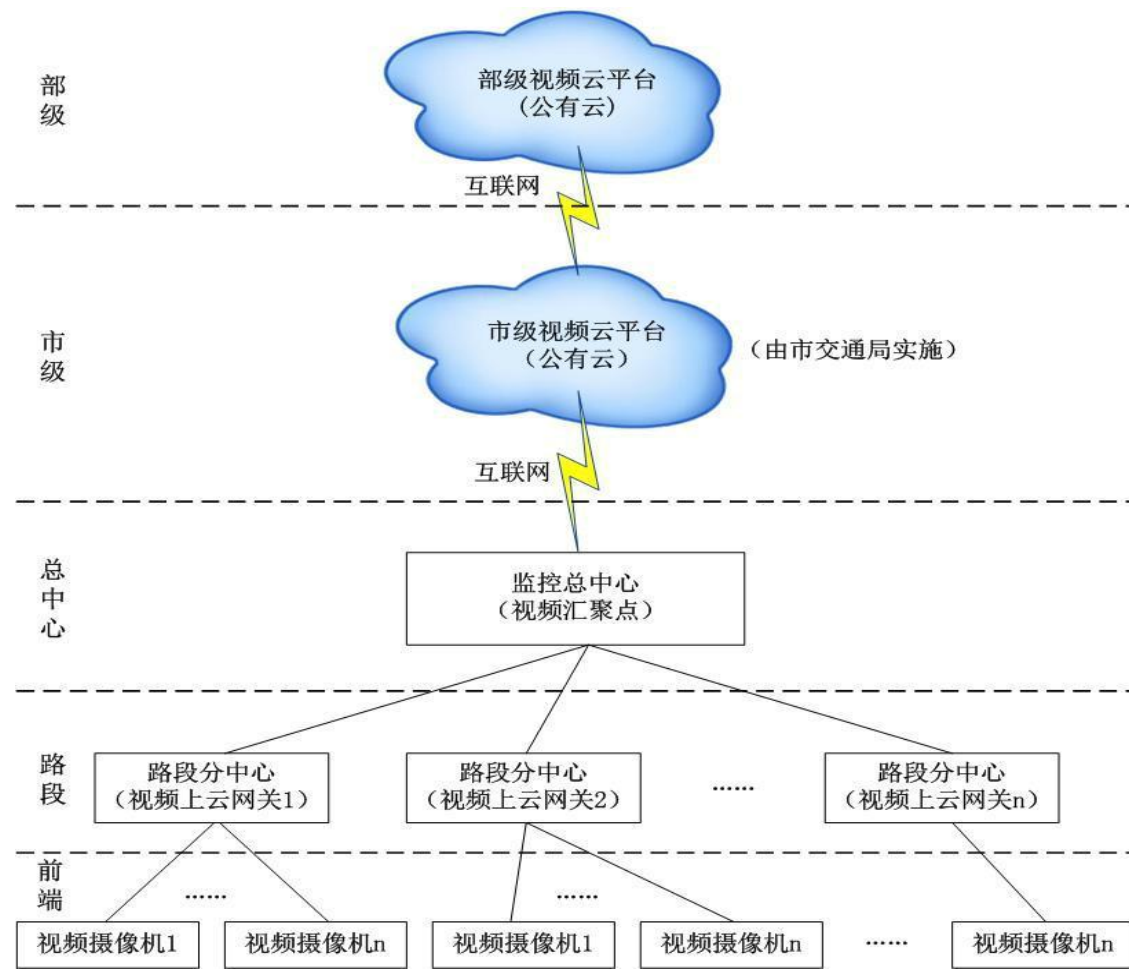 部级
部级视频云平台
(公有云)
互联网
市级
市级视频云平台
(公有云)
(由市交通局实施)
互联网
总中心
监控总中心
(视频汇聚点)
路段
路段分中心
(视频上云网关1)
路段分中心
(视频上云网关2)
……
路段分中心
(视频上云网关n)
前端
……
……
视频摄像机1
视频摄像机n
视频摄像机1
视频摄像机n
……
视频摄像机n